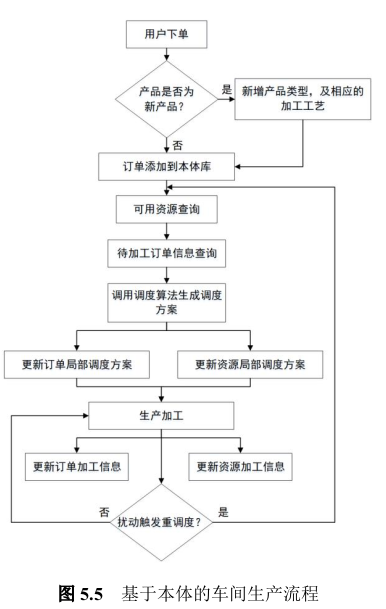 用户下单
产品是否为
新产品？
是
新增产品类型，及相应的
加工工艺
否
订单添加到本体库
可用资源查询
待加工订单信息查询
调用调度算法生成调度
方案
更新订单局部调度方案
更新资源局部调度方案
生产加工
更新订单加工信息
更新资源加工信息
否
扰动触发重调度？
是
图 5.5 基于本体的车间生产流程